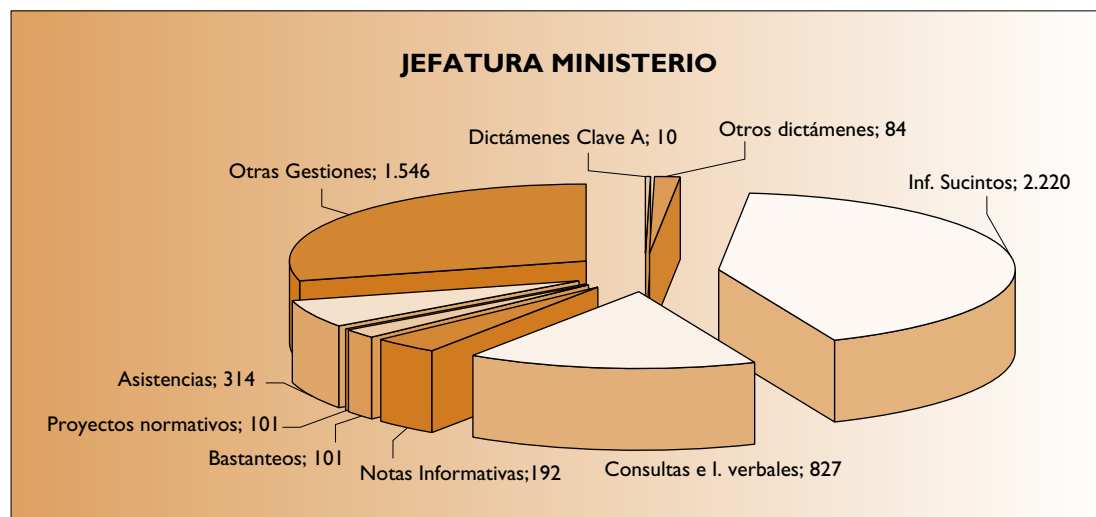 JEFATURA MINISTERIO
Dictámenes Clave A; 10
Otros dictámenes; 84
Otras Gestiones; 1.546
Inf. Sucintos; 2.220
Asistencias; 314
Proyectos normativos; 101
Bastanteos; 101
Notas Informativas;192
Consultas e I. verbales; 827